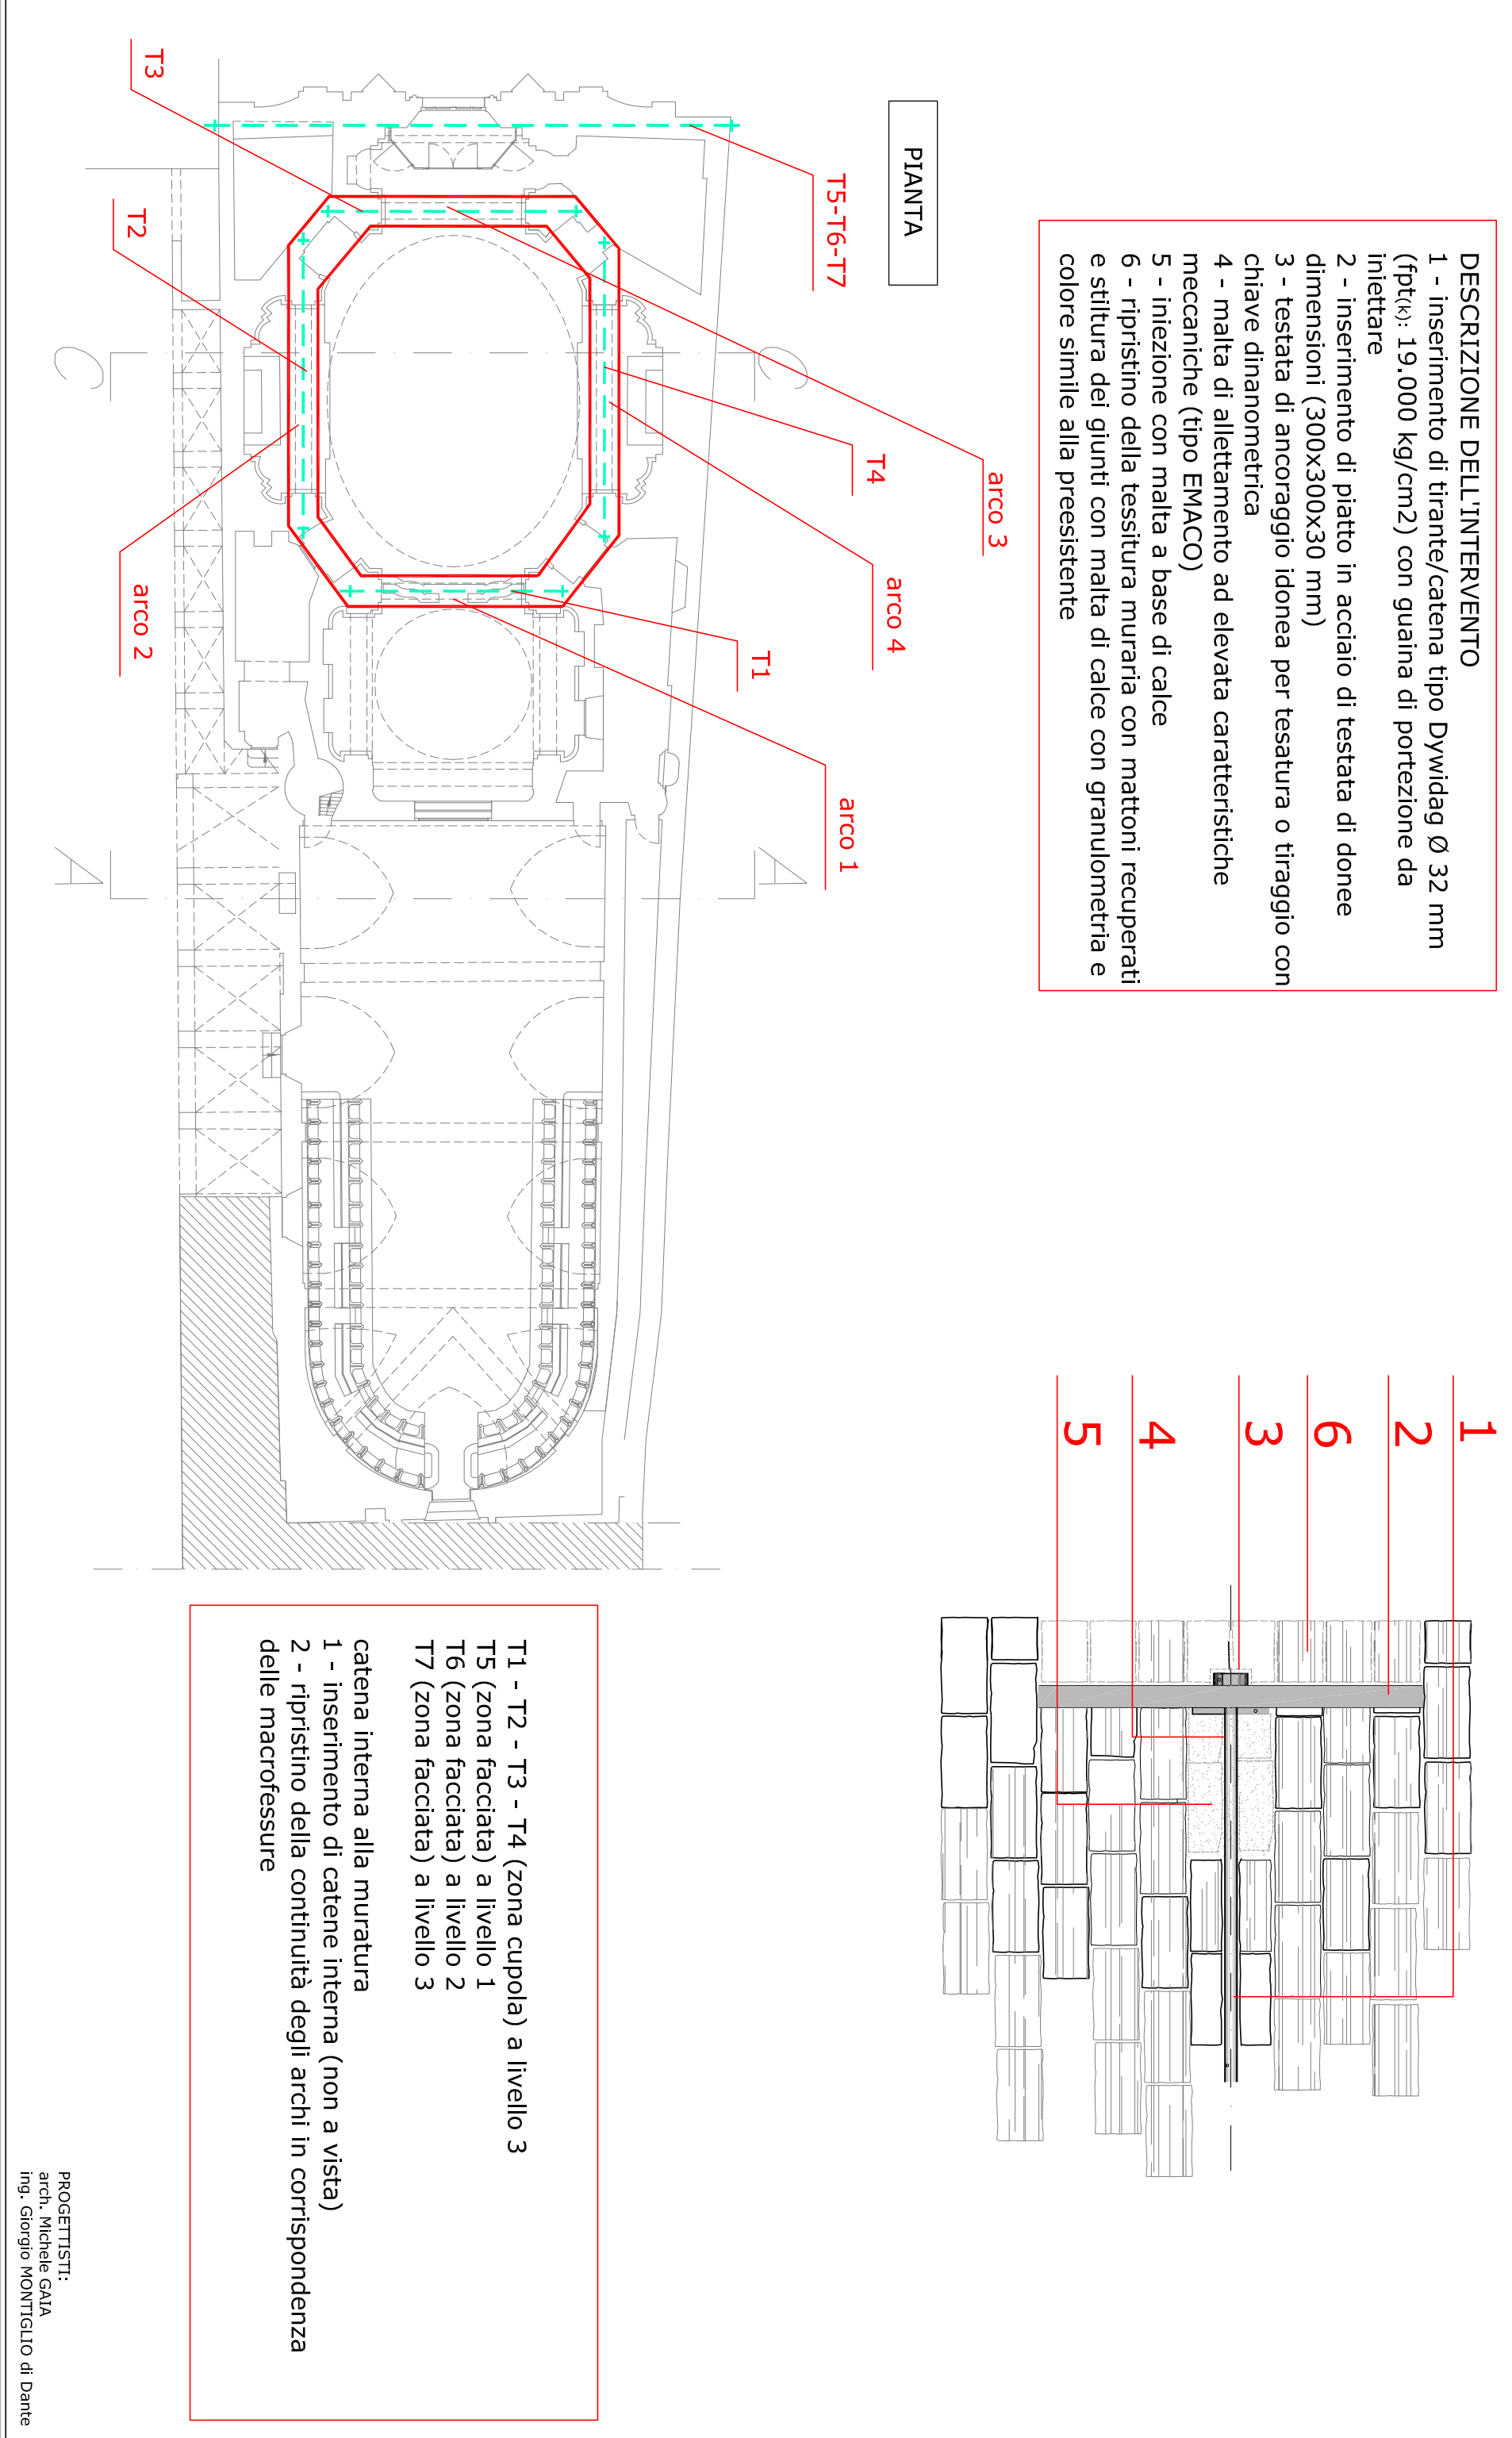 DESCRIZIONE DELL'INTERVENTO
1 - inserimento di tirante/catena tipo Dywidag Ø 32 mm
(fpt(k): 19.000 kg/cm2) con guaina di portezione da
iniettare
2 - inserimento di piatto in acciaio di testata di donee
dimensioni (300x300x30 mm)
3 - testata di ancoraggio idonea per tesatura o tiraggio con
chiave dinanometrica
4 - malta di allettamento ad elevata caratteristiche
meccaniche (tipo EMACO)
5 - iniezione con malta a base di calce
6 - ripristino della tessitura muraria con mattoni recuperati
e stiltura dei giunti con malta di calce con granulometria e
colore simile alla preesistente
1
2
6
3
4
5
PIANTA
T5-T6-T7
arco 3
T4
arco 4
T1
arco 1
T3
T2
arco 2
C
C
A
A
T1 - T2 - T3 - T4 (zona cupola) a livello 3
T5 (zona facciata) a livello 1
T6 (zona facciata) a livello 2
T7 (zona facciata) a livello 3
catena interna alla muratura
1 - inserimento di catene interna (non a vista)
2 - ripristino della continuità degli archi in corrispondenza
delle macrofessure
PROGETTISTI:
arch. Michele GAIA
ing. Giorgio MONTIGLIO di Dante